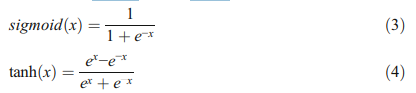 sigmoid(x) = 1 / (1 + e^{-x}) (3)
tanh(x) = (e^x - e^{-x}) / (e^x + e^{-x}) (4)